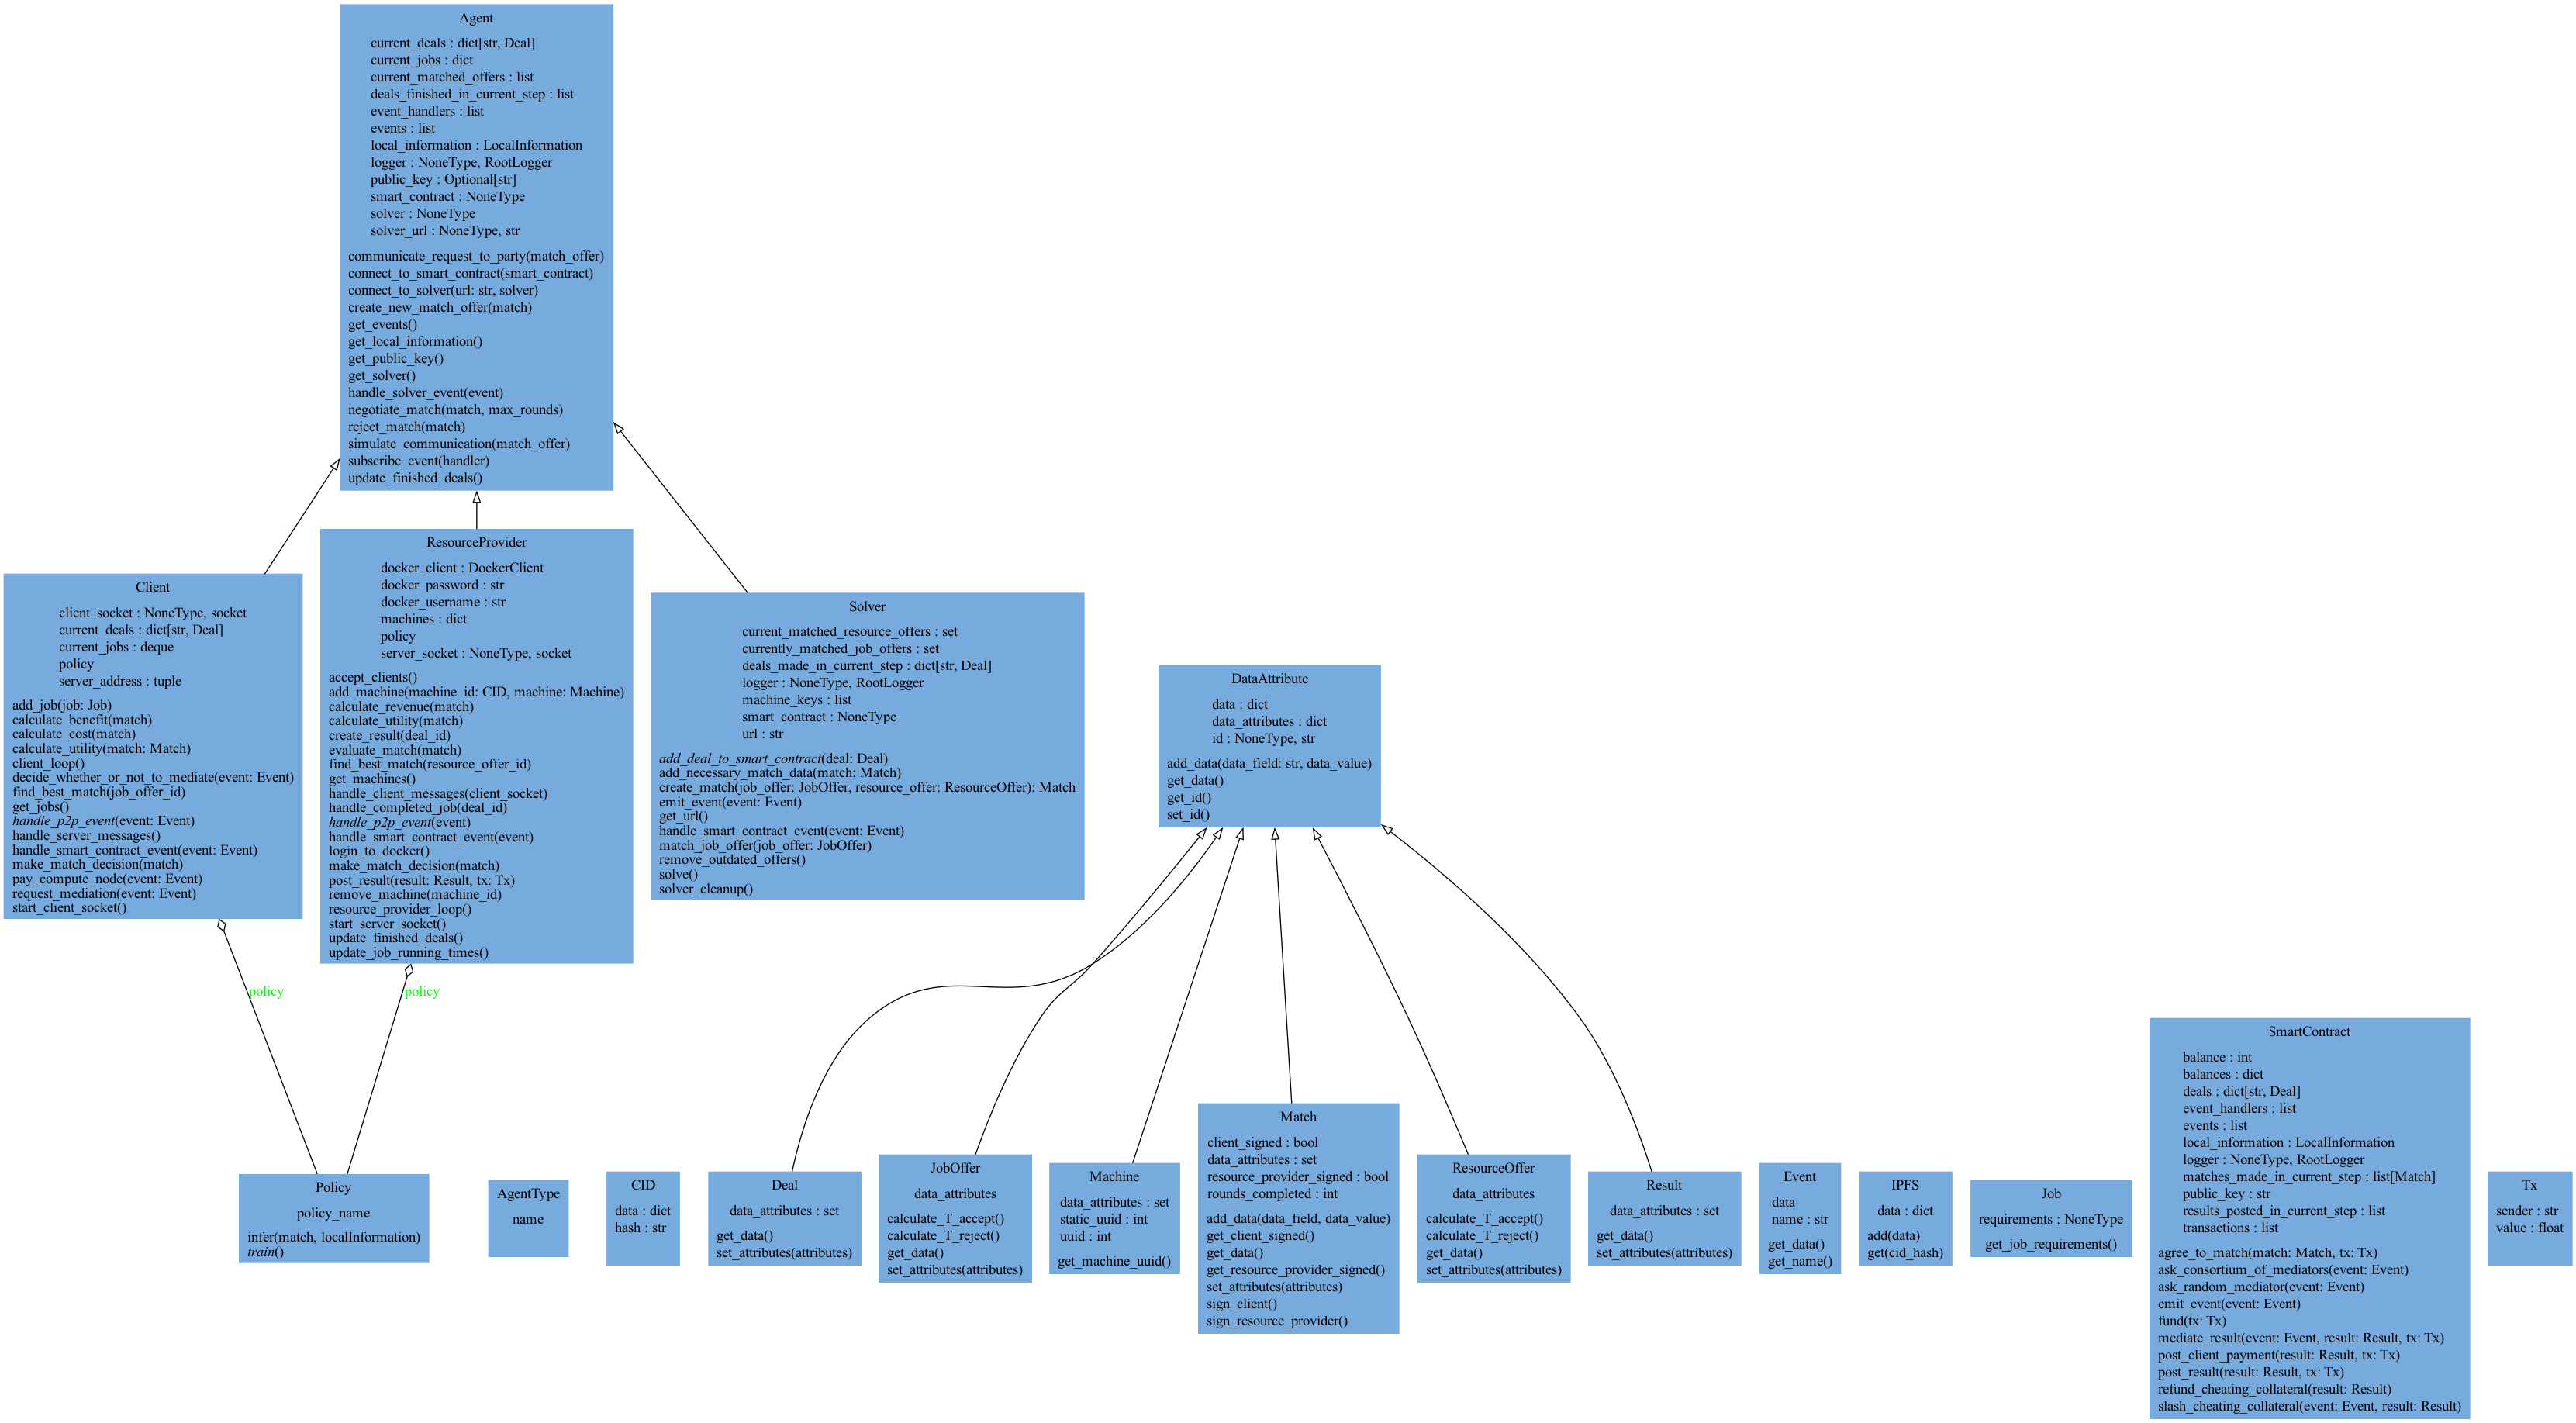 Agent
current_deals : dict[str, Deal]
current_jobs : dict
current_matched_offers : list
deals_finished_in_current_step : list
event_handlers : list
events : list
local_information : LocalInformation
logger : NoneType, RootLogger
public_key : Optional[str]
smart_contract : NoneType
solver : NoneType
solver_url : NoneType, str
communicate_request_to_party(match_offer)
connect_to_smart_contract(smart_contract)
connect_to_solver(url: str, solver)
create_new_match_offer(match)
get_events()
get_local_information()
get_public_key()
get_solver()
handle_solver_event(event)
negotiate_match(match, max_rounds)
reject_match(match)
simulate_communication(match_offer)
subscribe_event(handler)
update_finished_deals()
Client
client_socket : NoneType, socket
current_deals : dict[str, Deal]
current_jobs : deque
policy
server_address : tuple
add_job(job: Job)
calculate_benefit(match)
calculate_cost(match)
calculate_utility(match: Match)
client_loop()
decide_whether_or_not_to_mediate(event: Event)
find_best_match(job_offer_id)
get_jobs()
handle_p2p_event(event: Event)
handle_server_messages()
handle_smart_contract_event(event: Event)
make_match_decision(match)
pay_compute_node(event: Event)
request_mediation(event: Event)
start_client_socket()
ResourceProvider
docker_client : DockerClient
docker_password : str
docker_username : str
machines : dict
policy
server_socket : NoneType, socket
accept_clients()
add_machine(machine_id: CID, machine: Machine)
calculate_revenue(match)
calculate_utility(match)
create_result(deal_id)
evaluate_match(match)
find_best_match(resource_offer_id)
get_machines()
handle_client_messages(client_socket)
handle_completed_job(deal_id)
handle_p2p_event(event)
handle_smart_contract_event(event)
login_to_docker()
make_match_decision(match)
post_result(result: Result, tx: Tx)
remove_machine(machine_id)
resource_provider_loop()
start_server_socket()
update_finished_deals()
update_job_running_times()
Solver
current_matched_resource_offers : set
currently_matched_job_offers : set
deals_made_in_current_step : dict[str, Deal]
logger : NoneType, RootLogger
machine_keys : list
smart_contract : NoneType
url : str
add_deal_to_smart_contract(deal: Deal)
add_necessary_match_data(match: Match)
create_match(job_offer: JobOffer, resource_offer: ResourceOffer): Match
emit_event(event: Event)
get_url()
handle_smart_contract_event(event: Event)
match_job_offer(job_offer: JobOffer)
remove_outdated_offers()
solve()
solver_cleanup()
DataAttribute
data : dict
data_attributes : dict
id : NoneType, str
add_data(data_field: str, data_value)
get_data()
get_id()
set_id()
policy
policy
Policy
policy_name
infer(match, localInformation)
train()
AgentType
name
CID
data : dict
hash : str
Deal
data_attributes : set
get_data()
set_attributes(attributes)
JobOffer
data_attributes
calculate_T_accept()
calculate_T_reject()
get_data()
set_attributes(attributes)
Machine
data_attributes : set
static_uuid : int
uuid : int
get_machine_uuid()
Match
client_signed : bool
data_attributes : set
resource_provider_signed : bool
rounds_completed : int
add_data(data_field, data_value)
get_client_signed()
get_data()
get_resource_provider_signed()
set_attributes(attributes)
sign_client()
sign_resource_provider()
ResourceOffer
data_attributes
calculate_T_accept()
calculate_T_reject()
get_data()
set_attributes(attributes)
Result
data_attributes : set
get_data()
set_attributes(attributes)
Event
data
name : str
get_data()
get_name()
IPFS
data : dict
add(data)
get(cid_hash)
Job
requirements : NoneType
get_job_requirements()
SmartContract
balance : int
balances : dict
deals : dict[str, Deal]
event_handlers : list
events : list
local_information : LocalInformation
logger : NoneType, RootLogger
matches_made_in_current_step : list[Match]
public_key : str
results_posted_in_current_step : list
transactions : list
agree_to_match(match: Match, tx: Tx)
ask_consortium_of_mediators(event: Event)
ask_random_mediator(event: Event)
emit_event(event: Event)
fund(tx: Tx)
mediate_result(event: Event, result: Result, tx: Tx)
post_client_payment(result: Result, tx: Tx)
post_result(result: Result, tx: Tx)
refund_cheating_collateral(result: Result)
slash_cheating_collateral(event: Event, result: Result)
Tx
sender : str
value : float